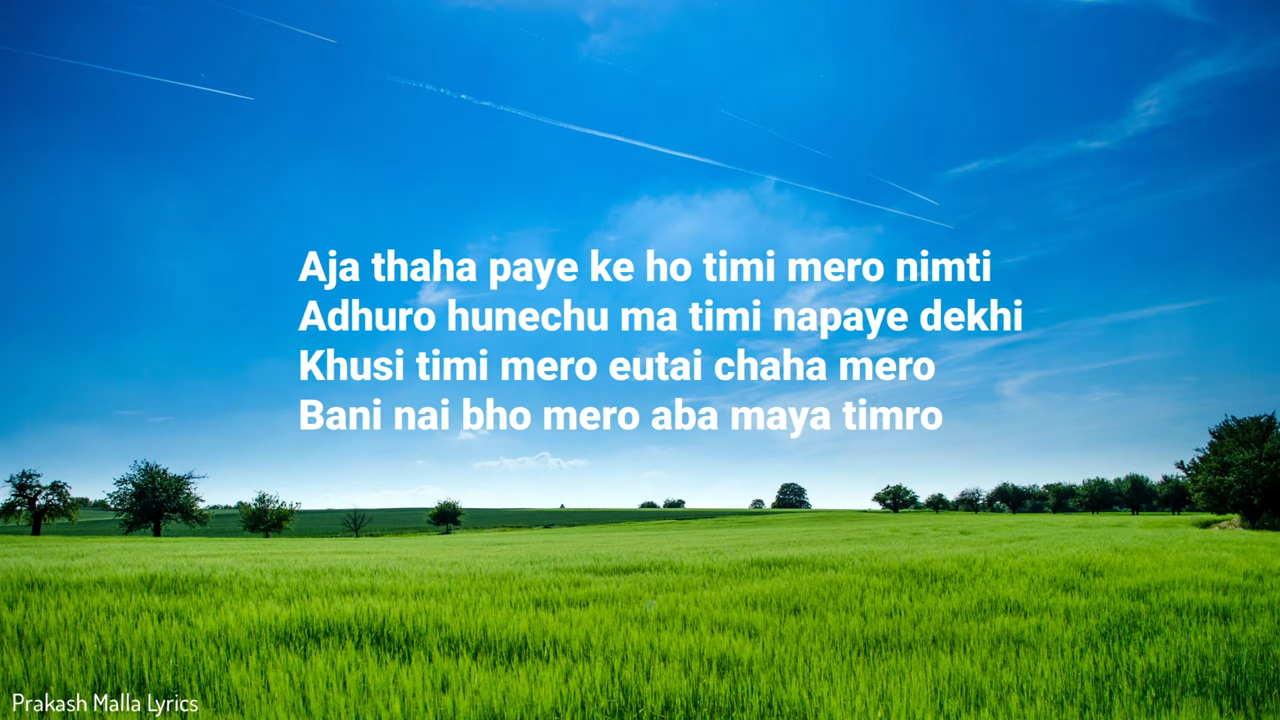 Aja thaha paye ke ho timi mero nimti
Adhuro hunechu ma timi napaye dekhi
Khusi timi mero eutai chaha mero
Bani nai bho mero aba maya timro
Prakash Malla Lyrics